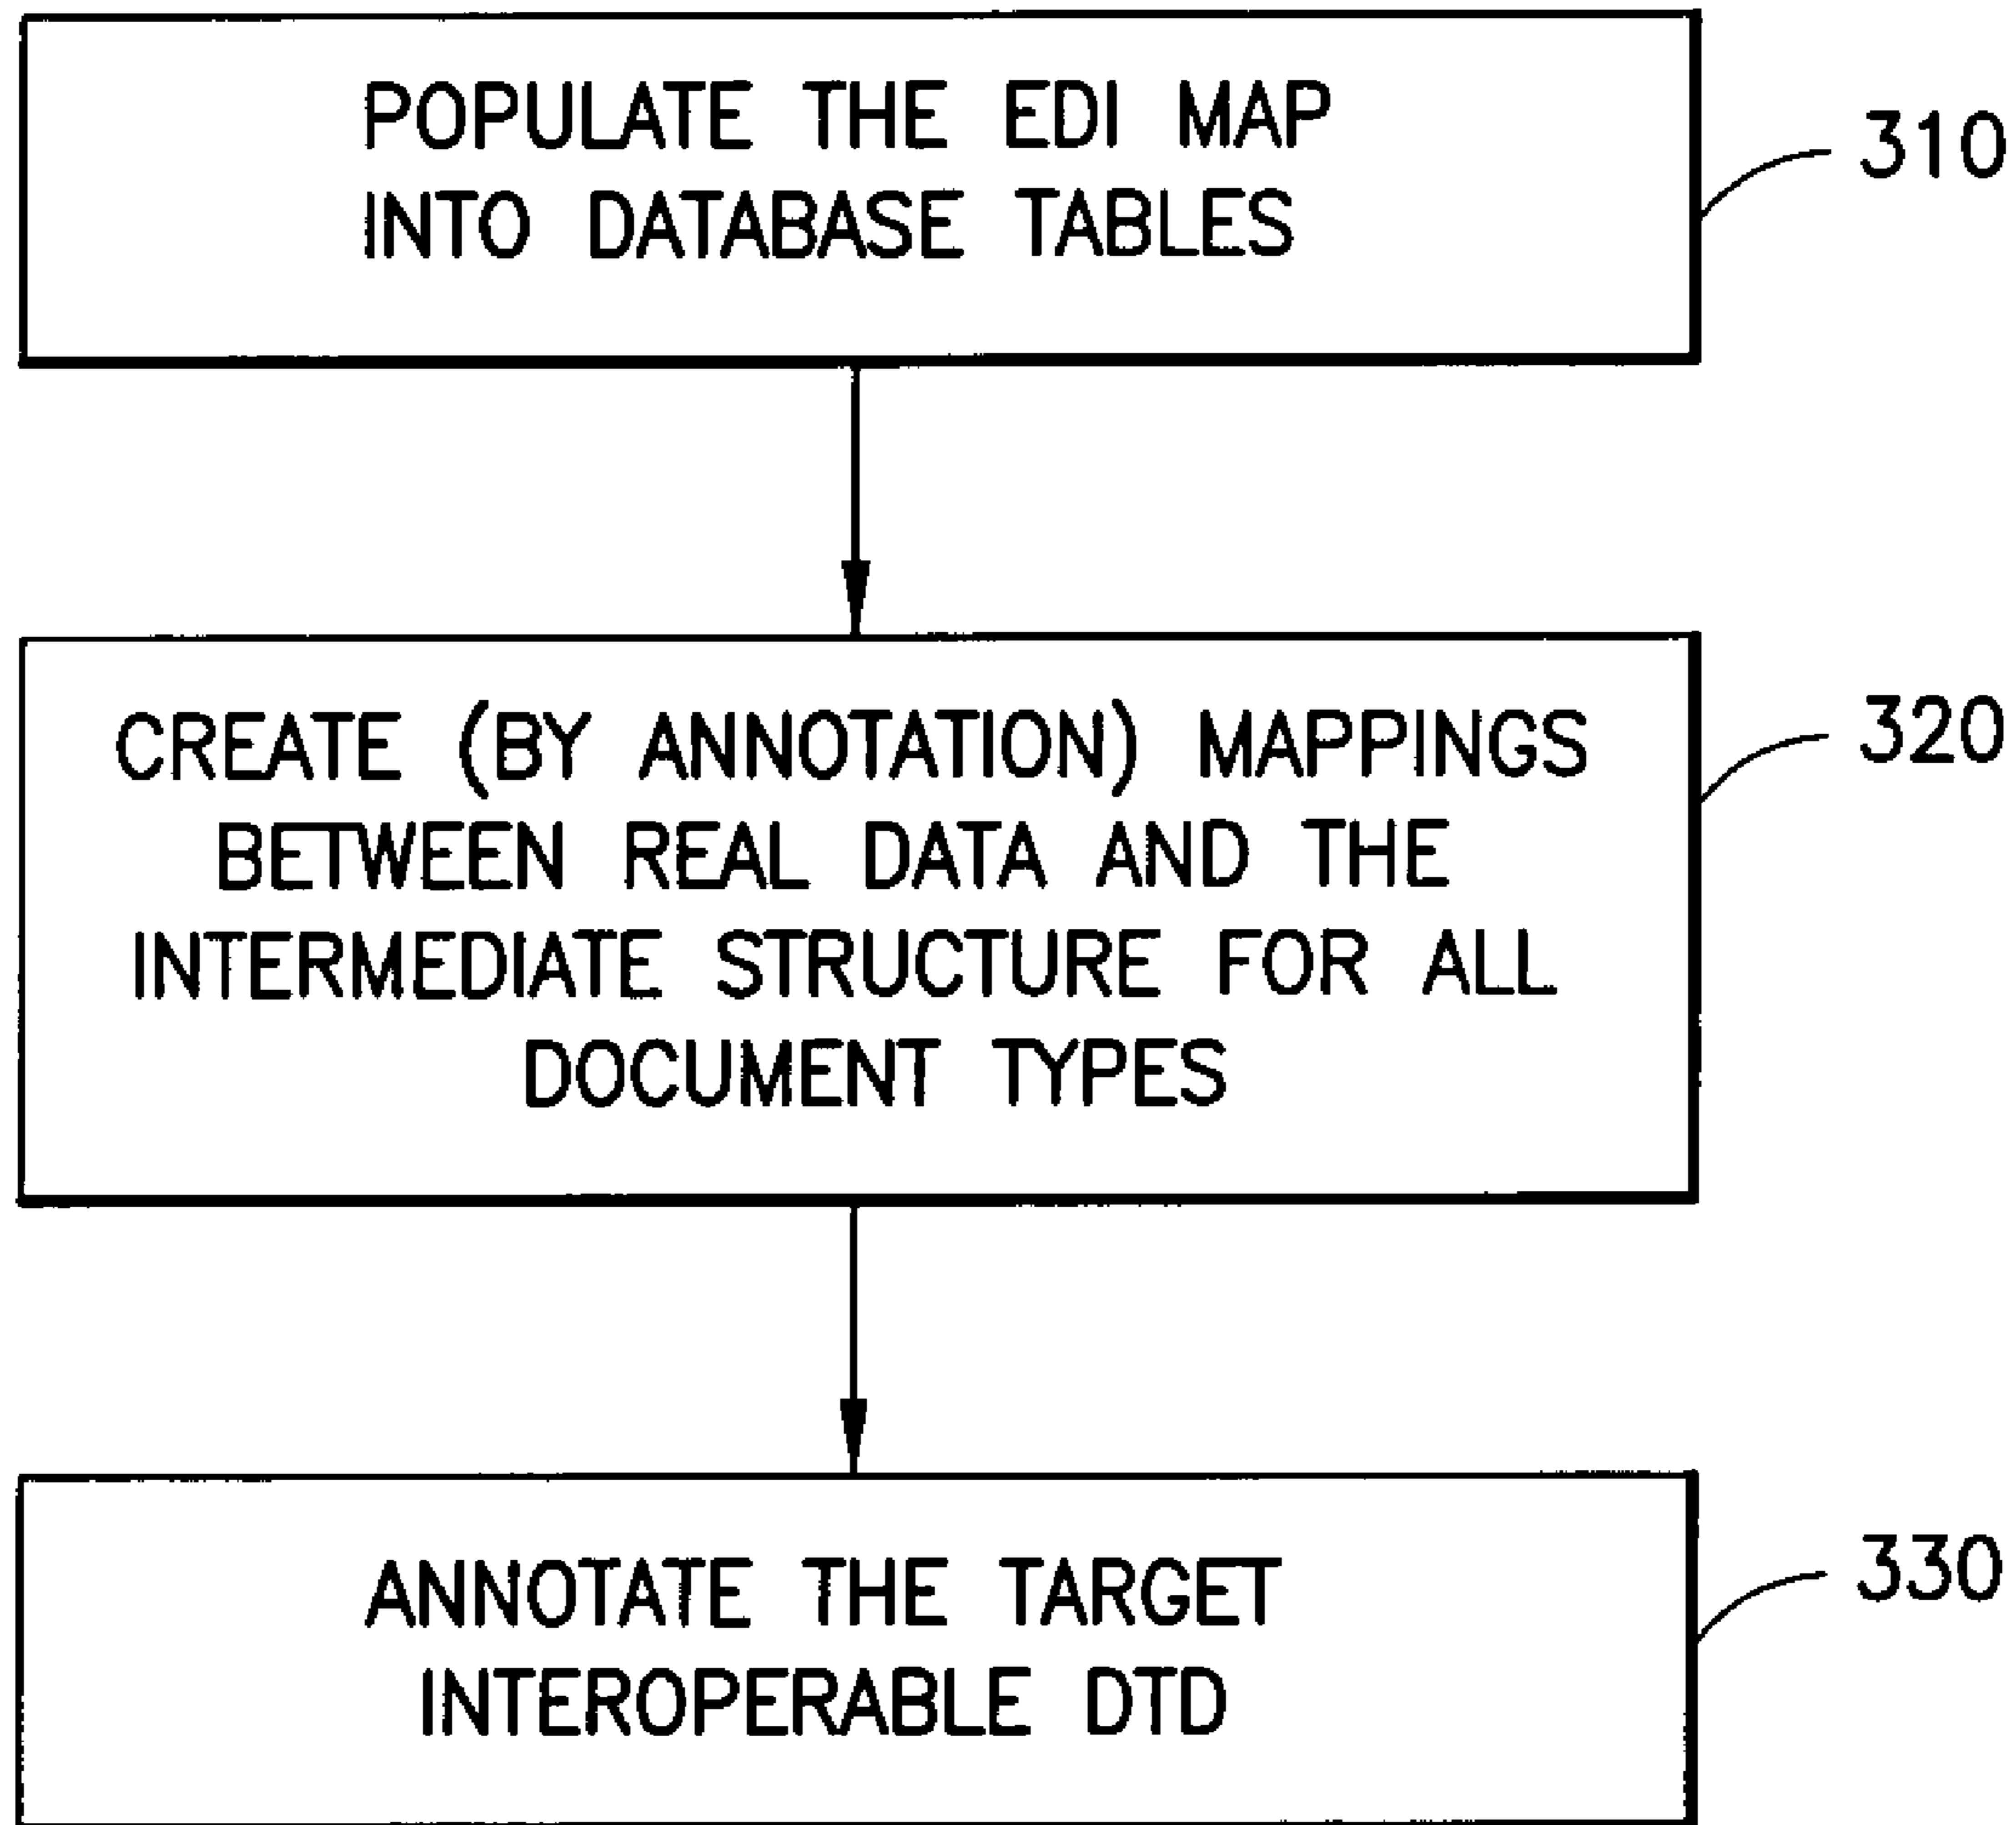 POPULATE THE EDI MAP
INTO DATABASE TABLES
310
CREATE (BY ANNOTATION) MAPPINGS
BETWEEN REAL DATA AND THE
INTERMEDIATE STRUCTURE FOR ALL
DOCUMENT TYPES
320
ANNOTATE THE TARGET
INTEROPERABLE DTD
330